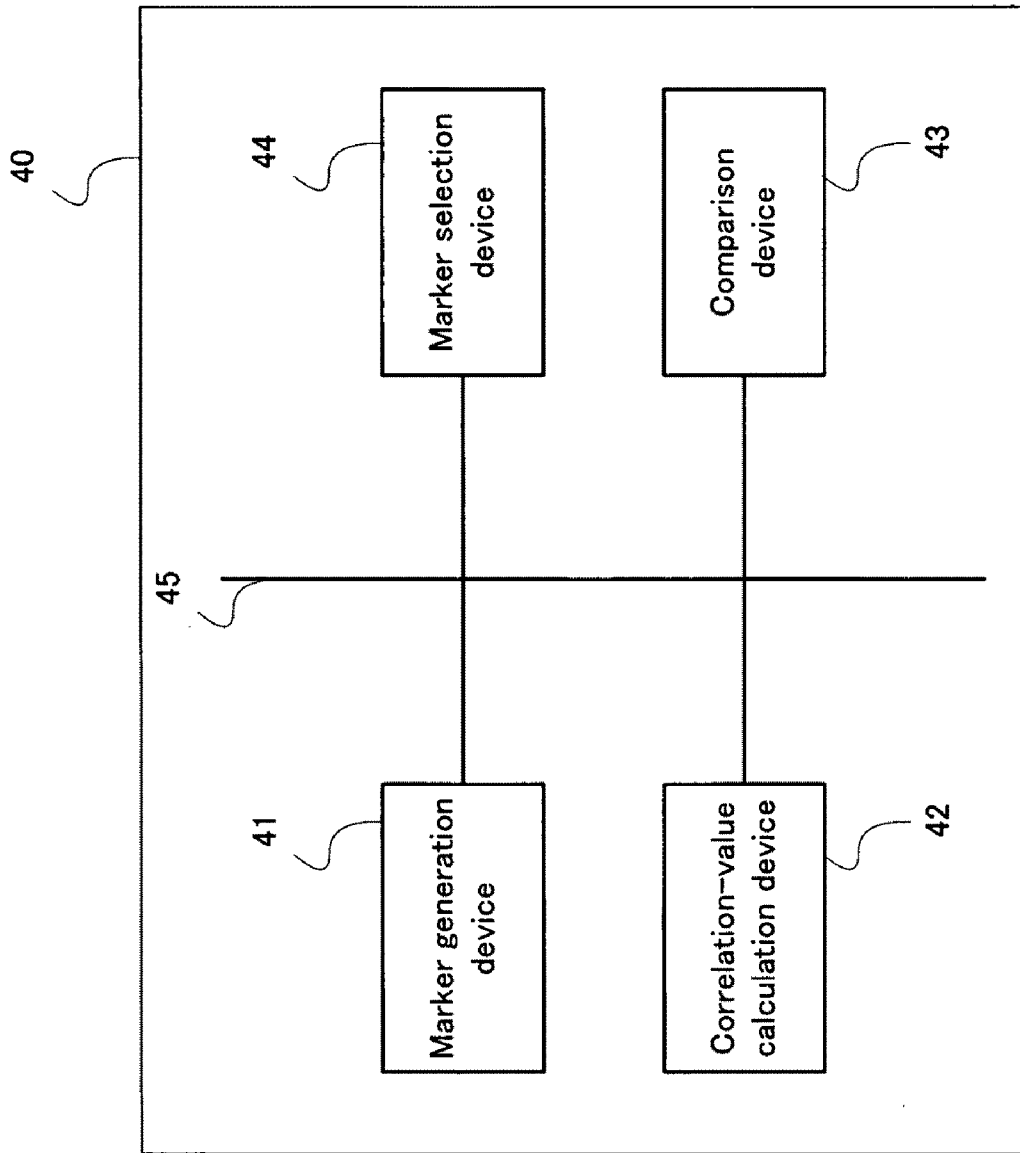 40
45
41
Marker generation
device
44
Marker selection
device
Correlation-value
calculation device
42
Comparison
device
43